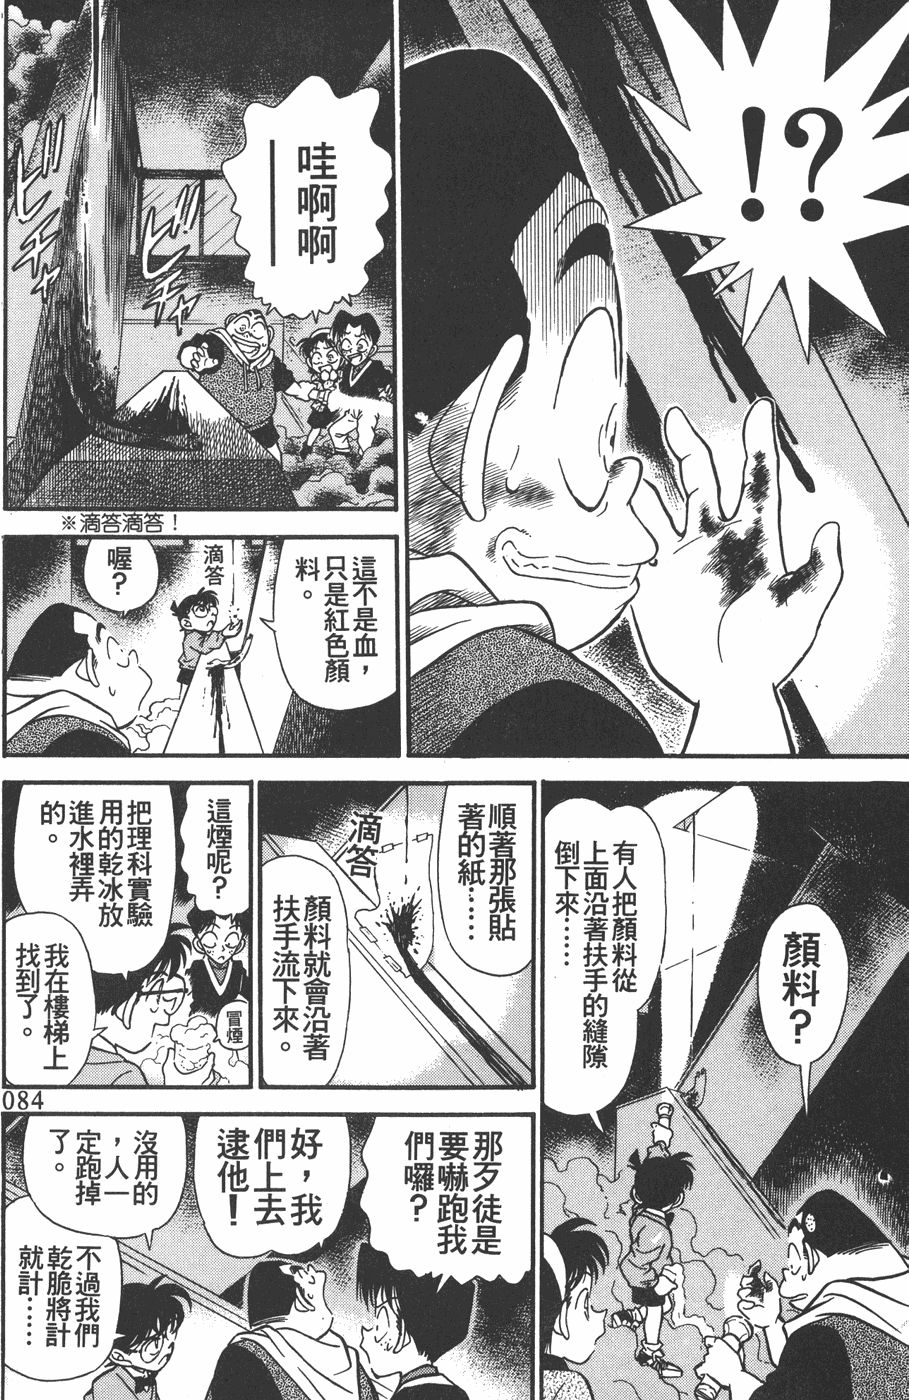 !?
哇
啊
啊
——
ビチャ
ビチャ
※滴答滴答！
這不是血，
只是紅色顏
料。
滴答
喔？
顏料？
有人把顏料從
上面沿著扶手的縫隙
倒下來……
順著那張貼
著的紙……
滴答
顏料就會沿著
扶手流下來。
這煙呢？
冒煙
把理科實驗
用的乾冰放
進水裡弄
的。
我在樓梯上
找到了。
那歹徒是
要嚇跑我
們囉？
好，我
們上去
逮他！
沒用的
，人一
定跑掉
了。
不過我們
乾脆將計
就計……
084